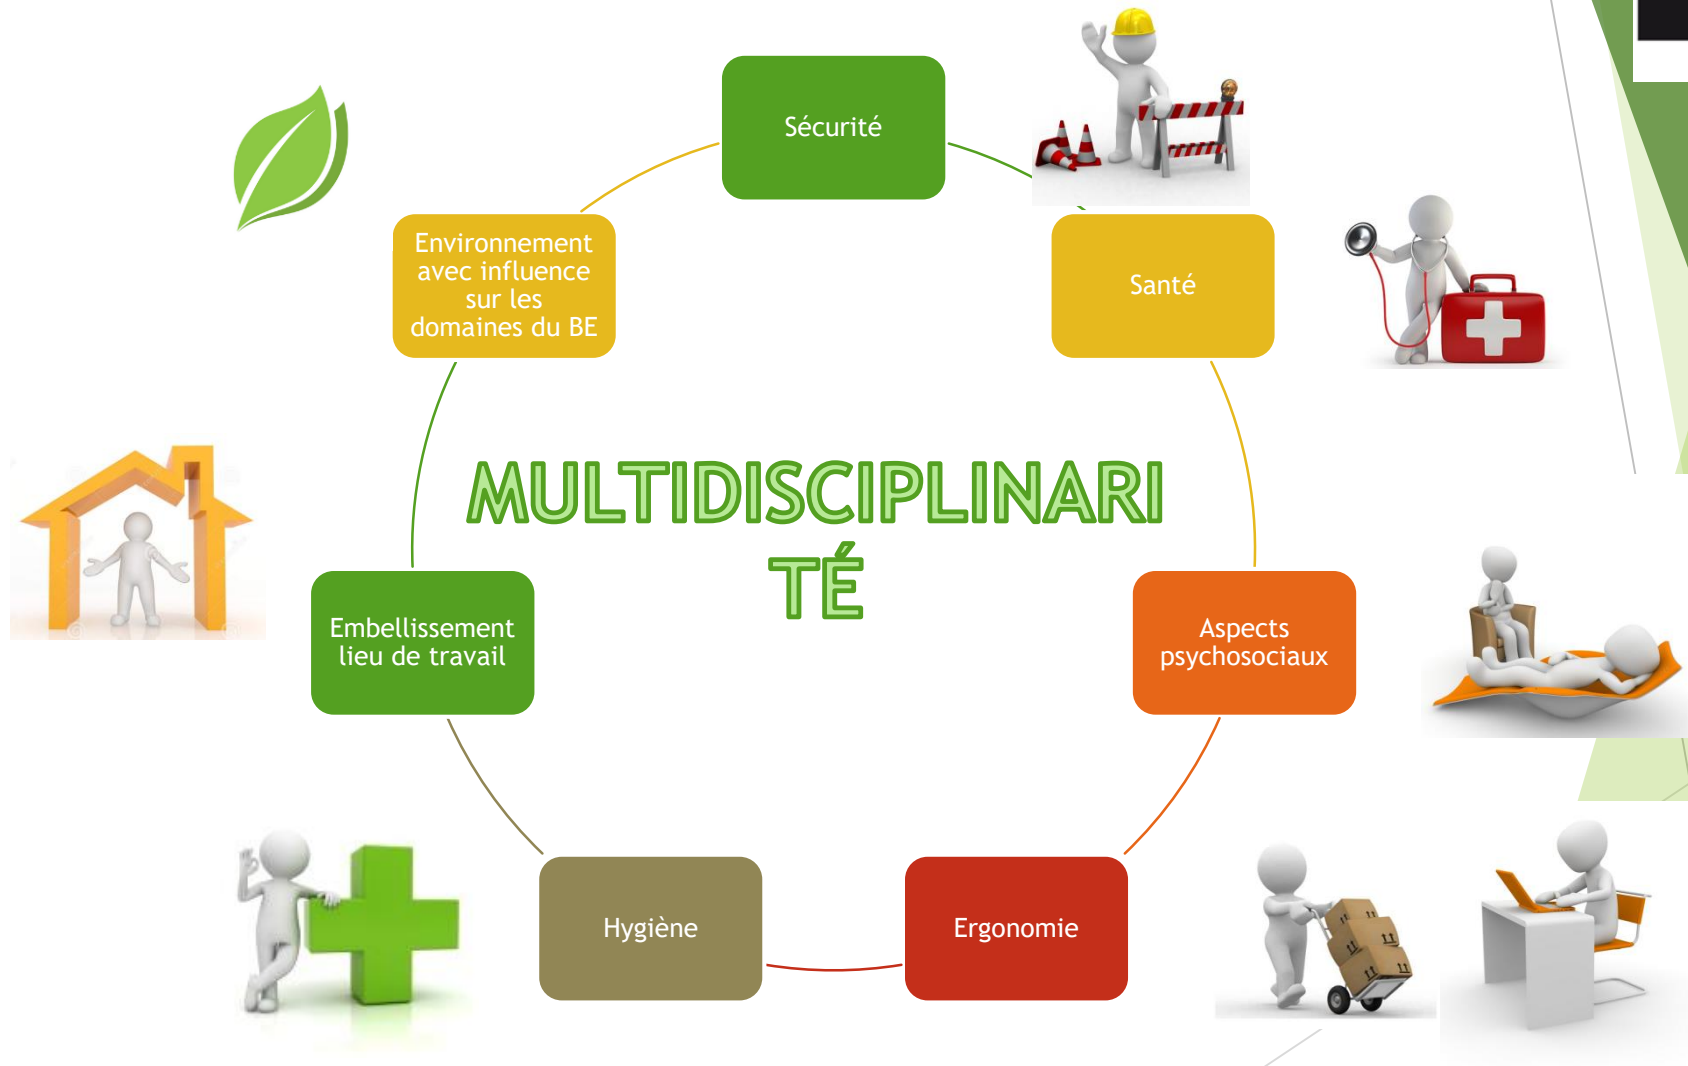 Sécurité
Santé
Aspects
psychosociaux
Ergonomie
Hygiène
Embellissement
lieu de travail
Environnement
avec influence
sur les
domaines du BE
MULTIDISCIPLINARI
TÉ